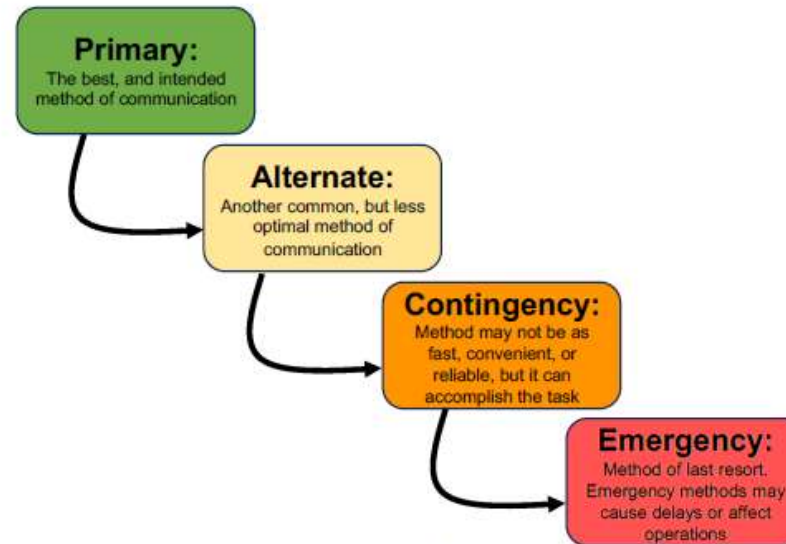 Primary:
The best, and intended
method of communication
Alternate:
Another common, but less
optimal method of
communication
Contingency:
Method may not be as
fast, convenient, or
reliable, but it can
accomplish the task
Emergency:
Method of last resort.
Emergency methods may
cause delays or affect
operations